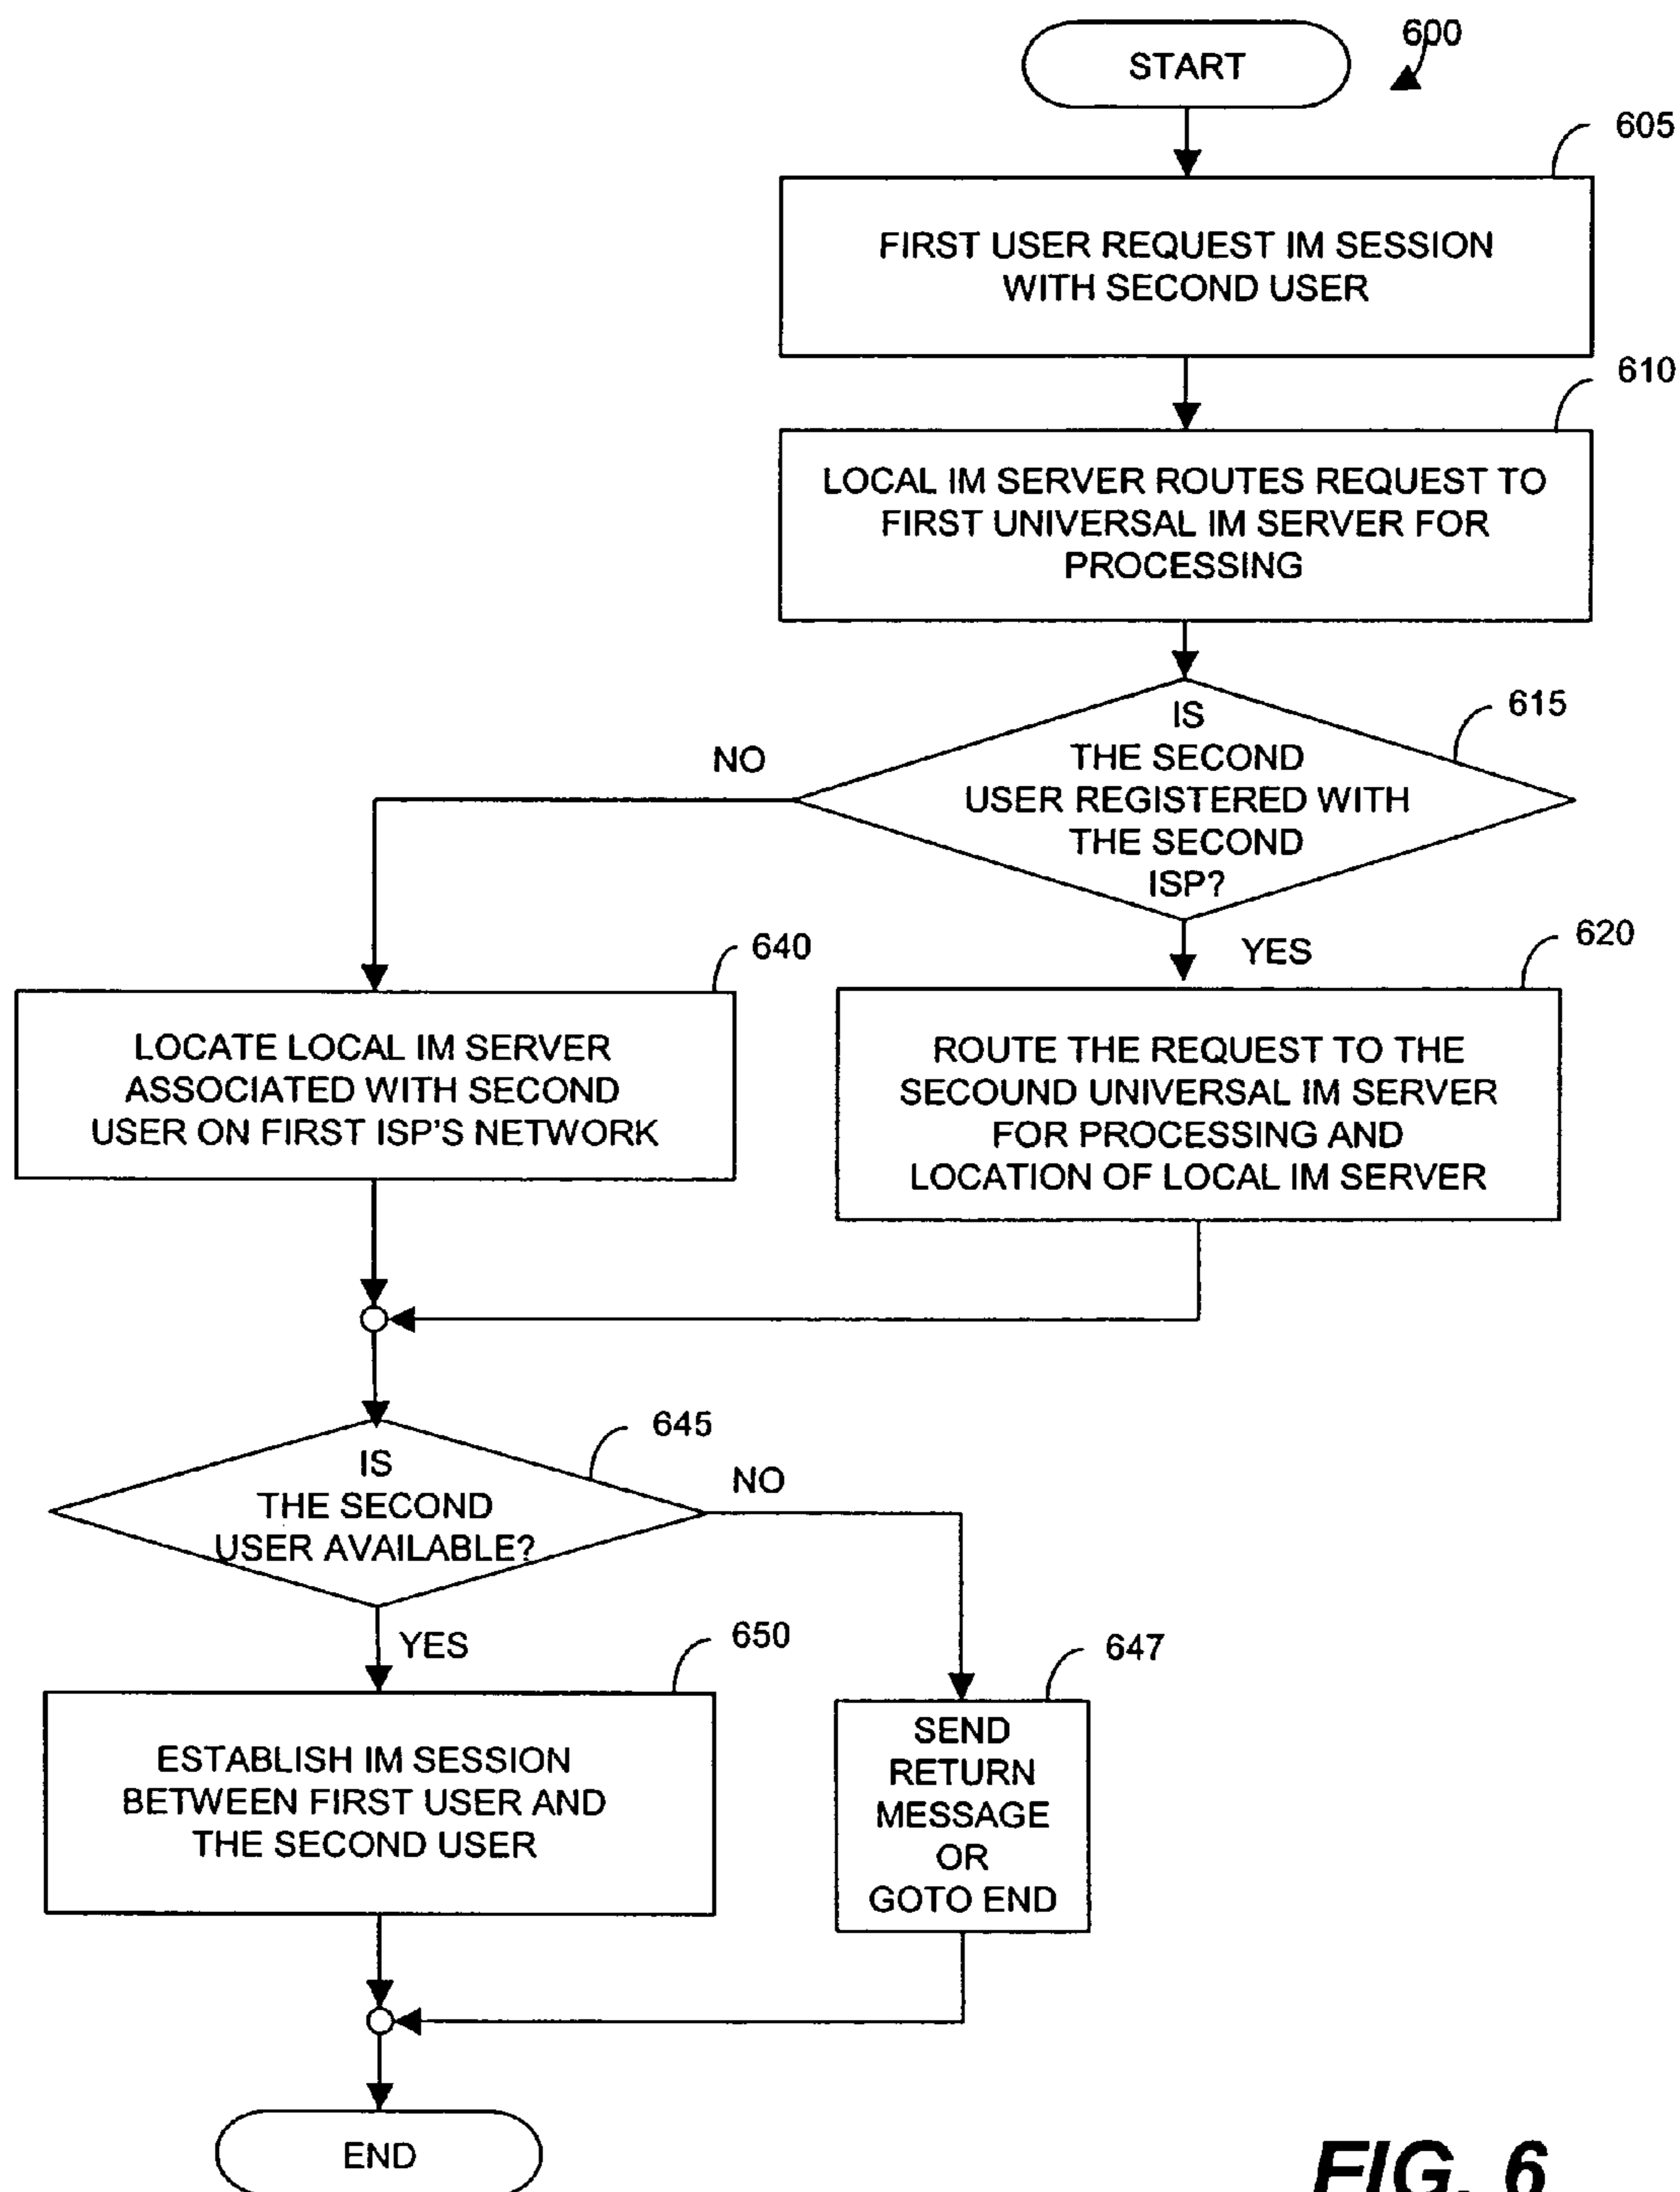 START
600
605
FIRST USER REQUEST IM SESSION
WITH SECOND USER
610
LOCAL IM SERVER ROUTES REQUEST TO
FIRST UNIVERSAL IM SERVER FOR
PROCESSING
615
IS
THE SECOND
USER REGISTERED WITH
THE SECOND
ISP?
NO
YES
640
LOCATE LOCAL IM SERVER
ASSOCIATED WITH SECOND
USER ON FIRST ISP'S NETWORK
620
ROUTE THE REQUEST TO THE
SECOUND UNIVERSAL IM SERVER
FOR PROCESSING AND
LOCATION OF LOCAL IM SERVER
645
IS
THE SECOND
USER AVAILABLE?
NO
YES
650
ESTABLISH IM SESSION
BETWEEN FIRST USER AND
THE SECOND USER
647
SEND
RETURN
MESSAGE
OR
GOTO END
END
FIG. 6